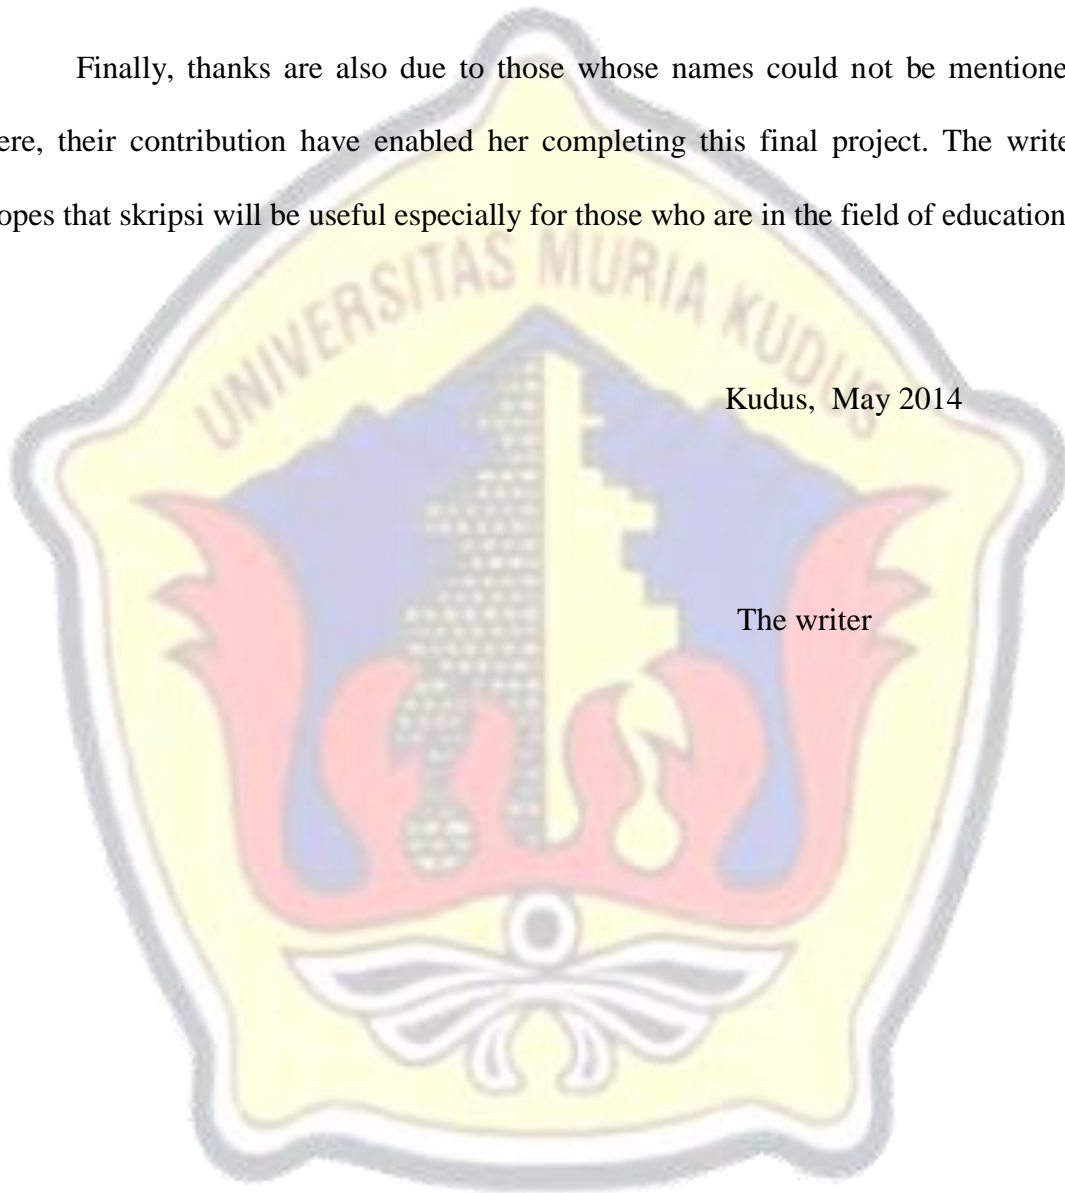 Finally, thanks are also due to those whose names could not be mentione
ere, their contribution have enabled her completing this final project. The write
opes that skripsi will be useful especially for those who are in the field of education
UNIVERSITAS MURIA KUDUS
Kudus, May 2014
The writer